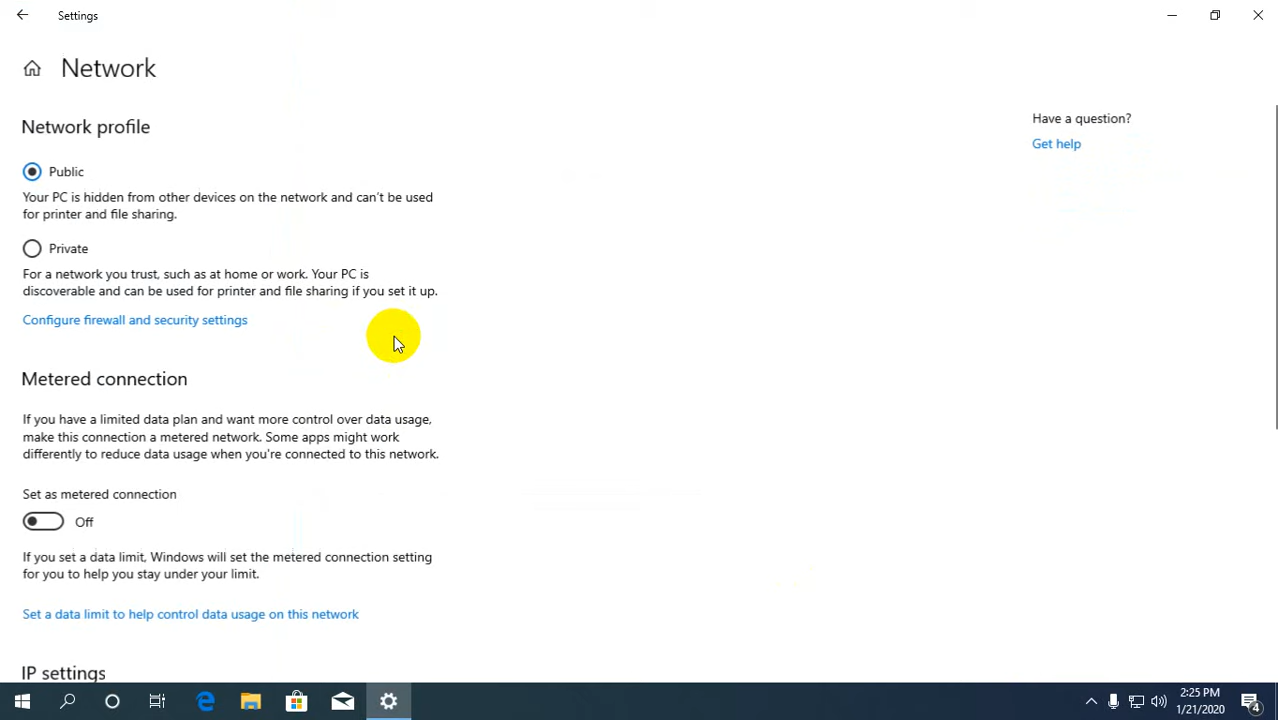 Settings
Network
Network profile
Public
Your PC is hidden from other devices on the network and can't be used
for printer and file sharing.
Private
For a network you trust, such as at home or work. Your PC is
discoverable and can be used for printer and file sharing if you set it up.
Configure firewall and security settings
Metered connection
If you have a limited data plan and want more control over data usage,
make this connection a metered network. Some apps might work
differently to reduce data usage when you're connected to this network.
Set as metered connection
Off
If you set a data limit, Windows will set the metered connection setting
for you to help you stay under your limit.
Set a data limit to help control data usage on this network
IP settings
Have a question?
Get help
2:25 PM
1/21/2020
4